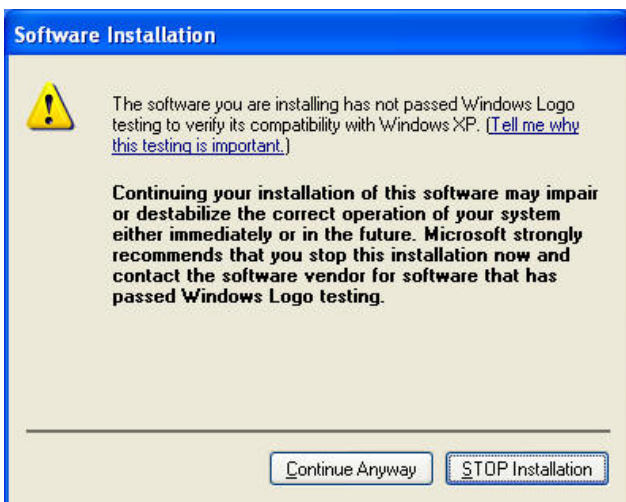 Software Installation
The software you are installing has not passed Windows Logo
testing to verify its compatibility with Windows XP. (Tell me why
this testing is important.)
Continuing your installation of this software may impair
or destabilize the correct operation of your system
either immediately or in the future. Microsoft strongly
recommends that you stop this installation now and
contact the software vendor for software that has
passed Windows Logo testing.
Continue Anyway STOP Installation